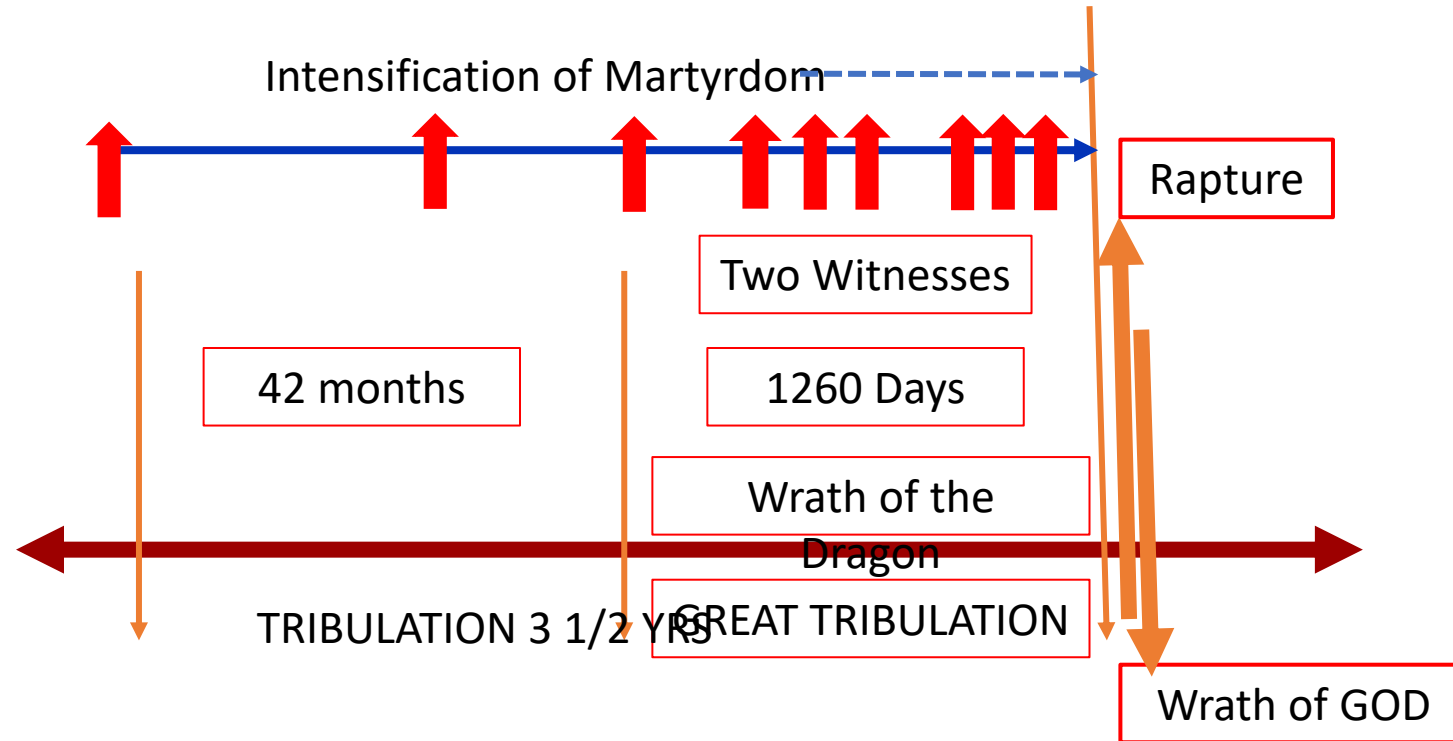 Intensification of Martyrdom
Rapture
Two Witnesses
42 months
1260 Days
Wrath of the
Dragon
TRIBULATION 3 1/2 YRS
GREAT TRIBULATION
Wrath of GOD